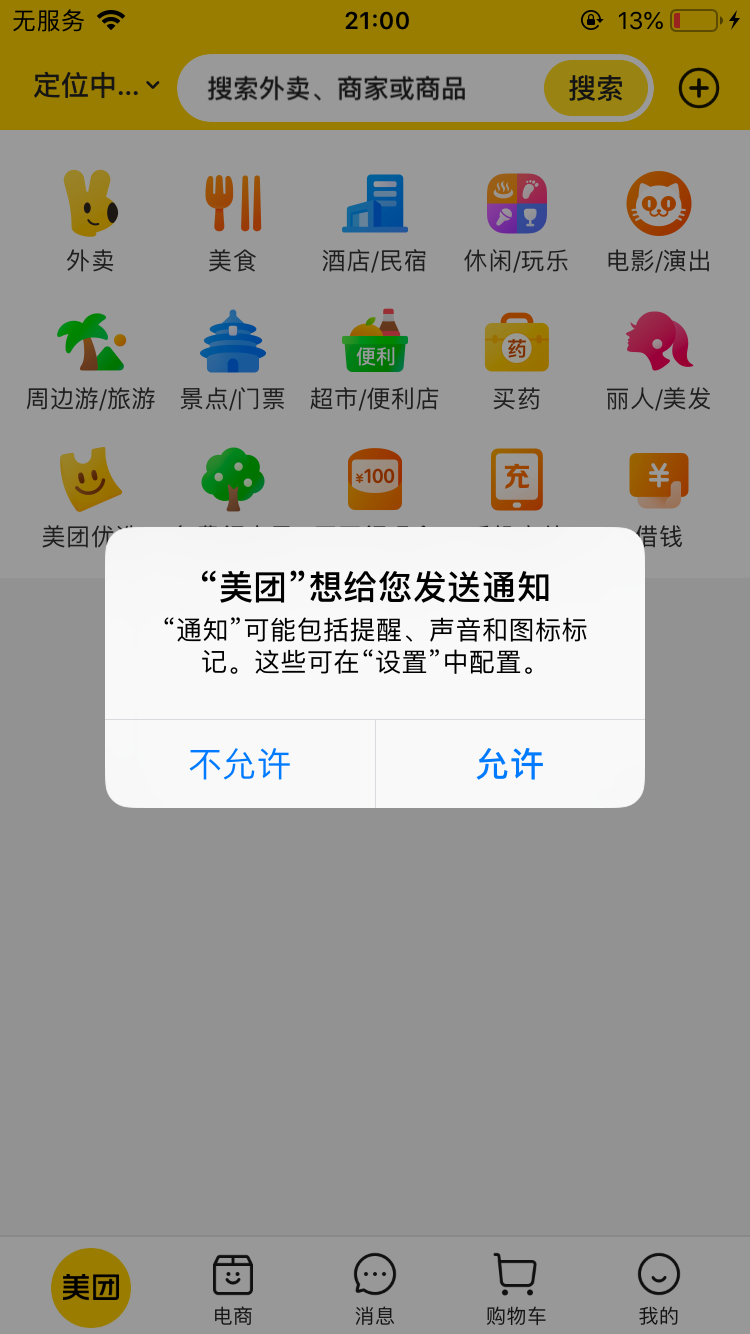 无服务 21:00 13%
定位中... 搜索外卖、商家或商品 搜索
外卖 美食 酒店/民宿 休闲/玩乐 电影/演出
便利 药
周边游/旅游 景点/门票 超市/便利店 买药 丽人/美发
¥100 充 ¥
美团优 借钱
“美团”想给您发送通知
“通知”可能包括提醒、声音和图标标
记。这些可在“设置”中配置。
不允许 允许
美团 电商 消息 购物车 我的